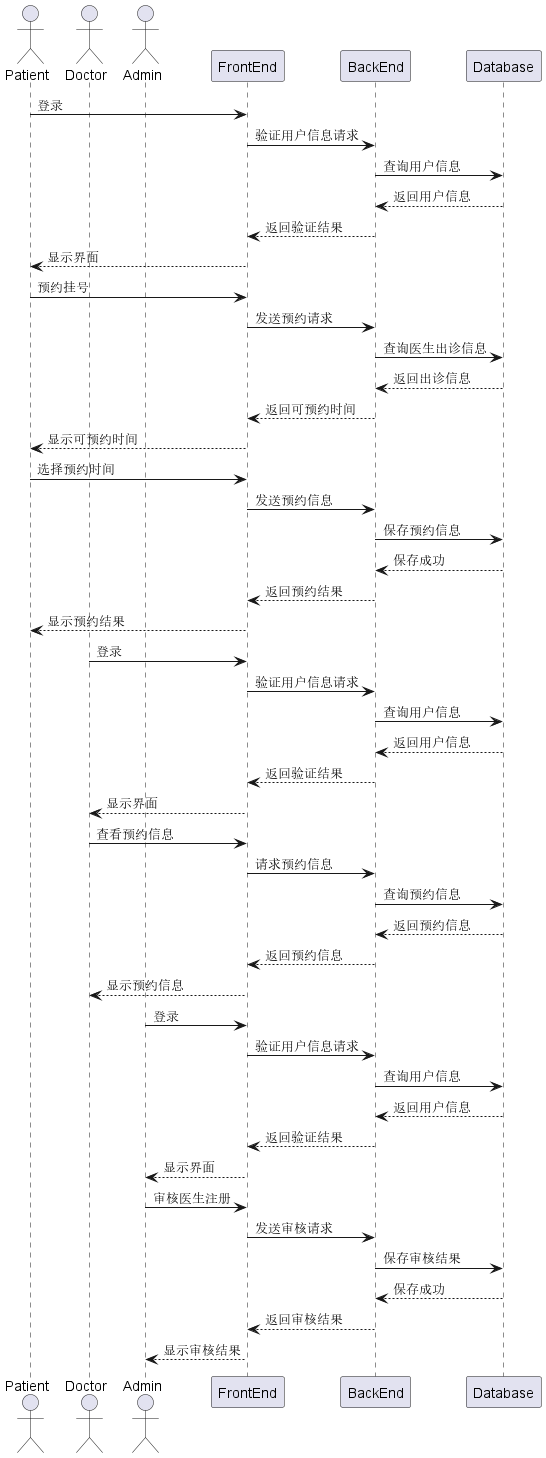 Patient Doctor Admin FrontEnd BackEnd Database
登录
验证用户信息请求
查询用户信息
返回用户信息
返回验证结果
显示界面
预约挂号
发送预约请求
查询医生出诊信息
返回出诊信息
返回可预约时间
显示可预约时间
选择预约时间
发送预约信息
保存预约信息
保存成功
返回预约结果
显示预约结果
登录
验证用户信息请求
查询用户信息
返回用户信息
返回验证结果
显示界面
查看预约信息
请求预约信息
查询预约信息
返回预约信息
返回预约信息
显示预约信息
登录
验证用户信息请求
查询用户信息
返回用户信息
返回验证结果
显示界面
审核医生注册
发送审核请求
保存审核结果
保存成功
返回审核结果
显示审核结果
Patient Doctor Admin FrontEnd BackEnd Database